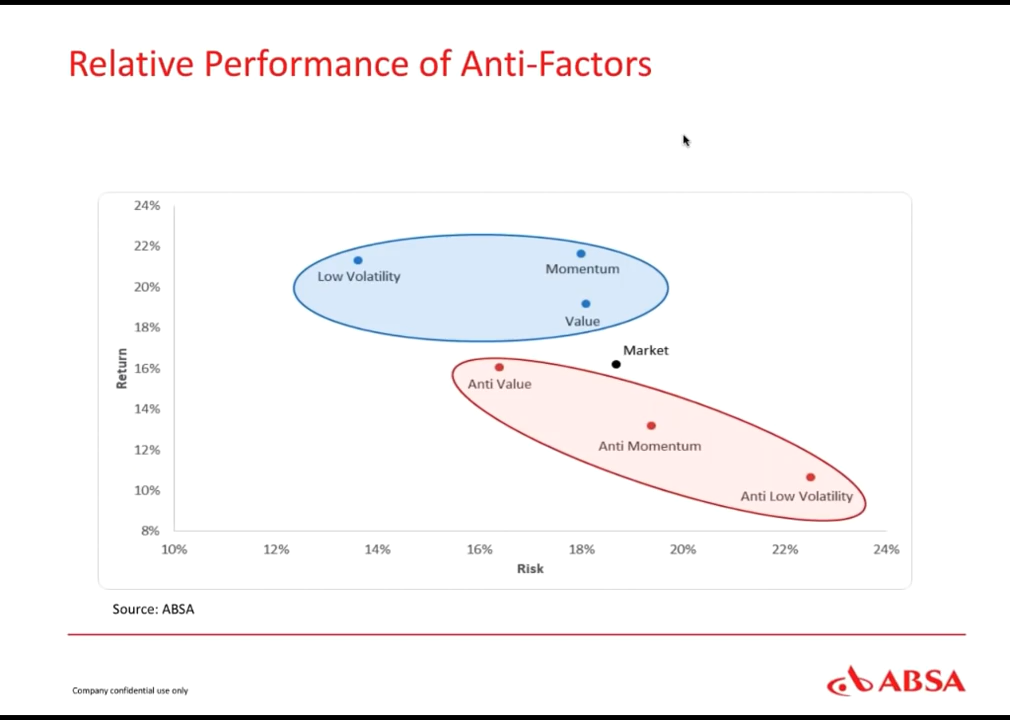 Relative Performance of Anti-Factors
24%
22%
20%
18%
16%
14%
12%
10%
8%
Return
Low Volatility
Momentum
Value
Market
Anti Value
Anti Momentum
Anti Low Volatility
10% 12% 14% 16% 18% 20% 22% 24%
Risk
Source: ABSA
Company confidential use only
ABSA